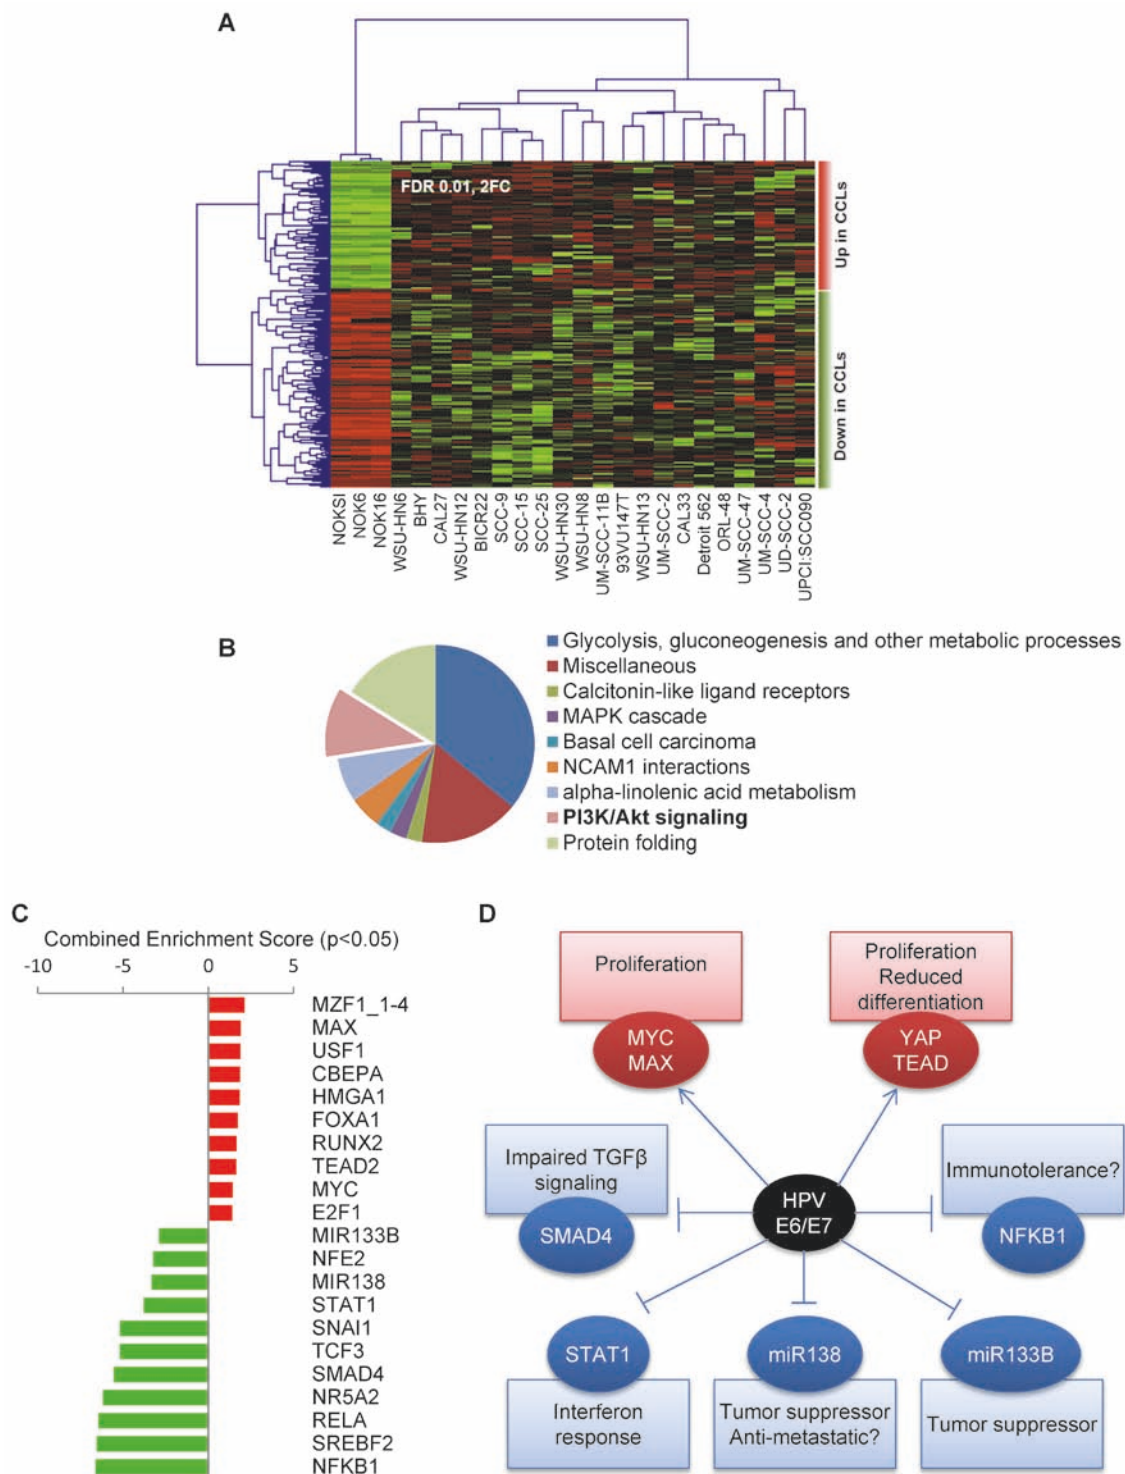 A
FDR 0.01, 2FC
Up in CCLs
Down in CCLs
NOKSI
NOK6
NOK16
WSU-HN6
BHY
CAL27
WSU-HN12
BICR22
SCC-9
SCC-15
SCC-25
WSU-HN30
WSU-HN8
UM-SCC-11B
93VU147T
WSU-HN13
UM-SCC-2
CAL33
Detroit 562
ORL-48
UM-SCC-47
UM-SCC-4
UD-SCC-2
UPCI:SCC090
B
Glycolysis, gluconeogenesis and other metabolic processes
Miscellaneous
Calcitonin-like ligand receptors
MAPK cascade
Basal cell carcinoma
NCAM1 interactions
alpha-linolenic acid metabolism
PI3K/Akt signaling
Protein folding
C
Combined Enrichment Score (p<0.05)
-10 -5 0 5
MZF1_1-4
MAX
USF1
CBEPA
HMGA1
FOXA1
RUNX2
TEAD2
MYC
E2F1
MIR133B
NFE2
MIR138
STAT1
SNAI1
TCF3
SMAD4
NR5A2
RELA
SREBF2
NFKB1
D
Proliferation
MYC
MAX
Proliferation
Reduced
differentiation
YAP
TEAD
Impaired TGFβ
signaling
SMAD4
HPV
E6/E7
Immunotolerance?
NFKB1
STAT1
Interferon
response
miR138
Tumor suppressor
Anti-metastatic?
miR133B
Tumor suppressor